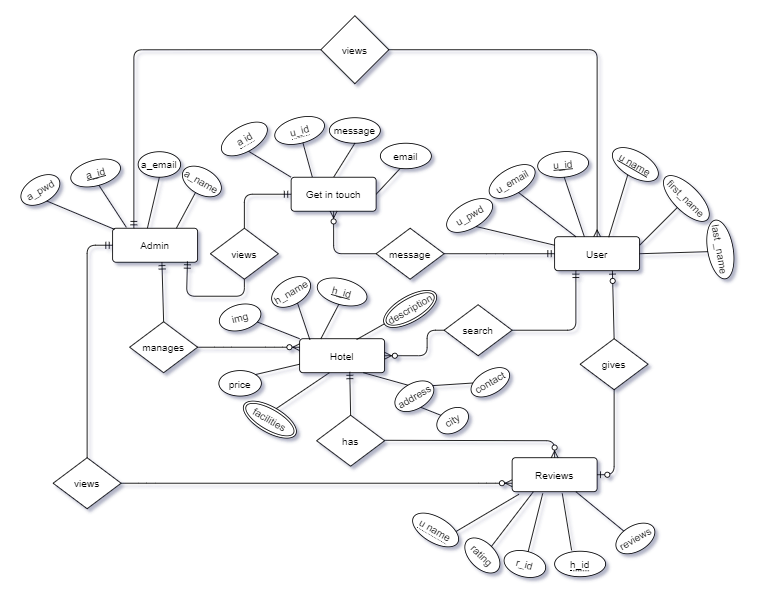 views
a_id
u_id
message
email
a_pwd
a_id
a_email
a_name
Get in touch
u_pwd
u_email
u_id
u_name
first_name
last_name
Admin
views
message
User
img
h_name
h_id
description
search
manages
Hotel
gives
price
facilities
address
contact
city
has
views
Reviews
u_name
rating
r_id
h_id
reviews